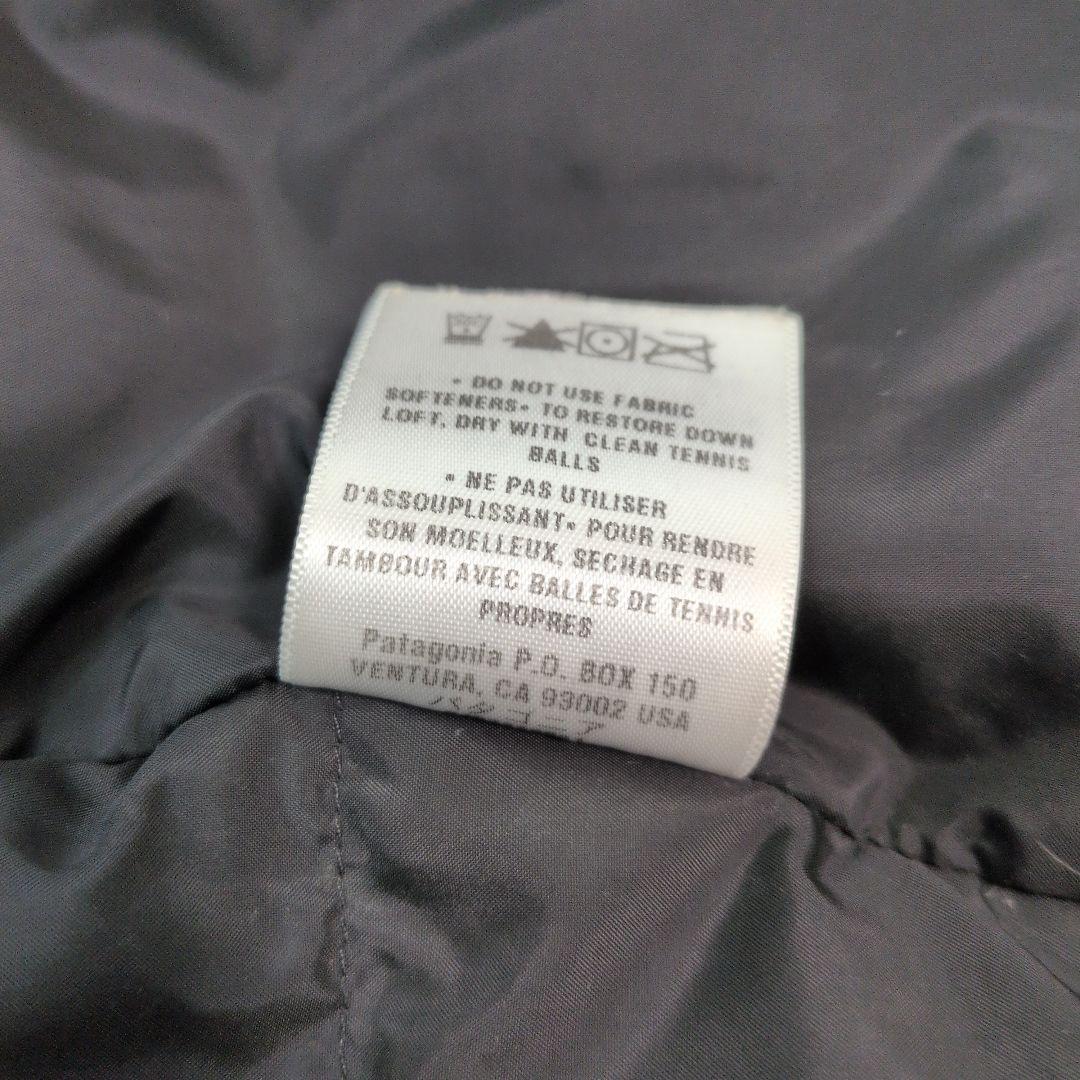 • DO NOT USE FABRIC
SOFTENERS• TO RESTORE DOWN
LOFT, DRY WITH CLEAN TENNIS
BALLS
• NE PAS UTILISER
D'ASSOUPLISSANT• POUR RENDRE
SON MOELLEUX, SECHAGE EN
TAMBOUR AVEC BALLES DE TENNIS
PROPRES
Patagonia P.O. BOX 150
VENTURA, CA 93002 USA
パタゴニア